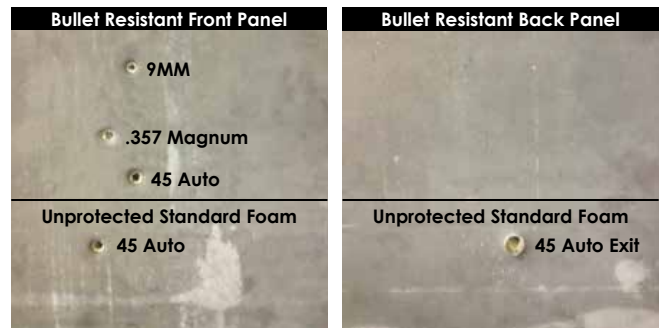 Bullet Resistant Front Panel
9MM
.357 Magnum
45 Auto
Unprotected Standard Foam
45 Auto
Bullet Resistant Back Panel
Unprotected Standard Foam
45 Auto Exit